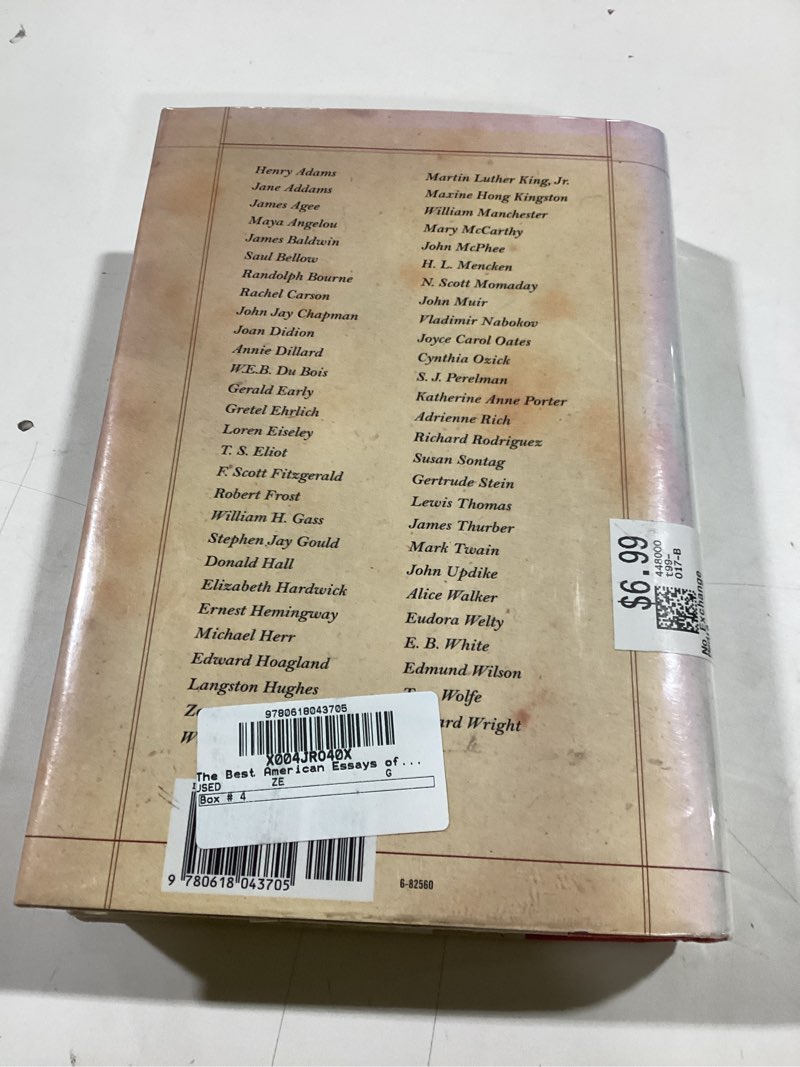 Henry Adams
Jane Addams
James Agee
Maya Angelou
James Baldwin
Saul Bellow
Randolph Bourne
Rachel Carson
John Jay Chapman
Joan Didion
Annie Dillard
W.E.B. Du Bois
Gerald Early
Gretel Ehrlich
Loren Eiseley
T. S. Eliot
F. Scott Fitzgerald
Robert Frost
William H. Gass
Stephen Jay Gould
Donald Hall
Elizabeth Hardwick
Ernest Hemingway
Michael Herr
Edward Hoagland
Langston Hughes
Martin Luther King, Jr.
Maxine Hong Kingston
William Manchester
Mary McCarthy
John McPhee
H. L. Mencken
N. Scott Momaday
John Muir
Vladimir Nabokov
Joyce Carol Oates
Cynthia Ozick
S. J. Perelman
Katherine Anne Porter
Adrienne Rich
Richard Rodriguez
Susan Sontag
Gertrude Stein
Lewis Thomas
James Thurber
Mark Twain
John Updike
Alice Walker
Eudora Welty
E. B. White
Edmund Wilson
Wolfe
Wright
$6.99
448000
t99-
017-B
No Exchange
9780618043705
X004JRO40X
The Best American Essays of...
USED ZE G
Box # 4
9 780618 043705
6-82560